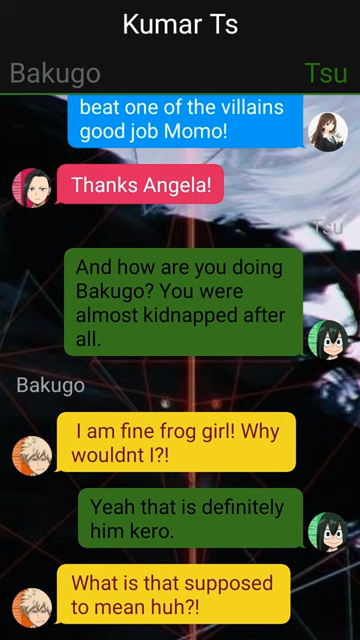 Kumar Ts
Bakugo
Tsu
beat one of the villains
good job Momo!
Thanks Angela!
Tsu
And how are you doing
Bakugo? You were
almost kidnapped after
all.
Bakugo
I am fine frog girl! Why
wouldnt I?!
Yeah that is definitely
him kero.
What is that supposed
to mean huh?!